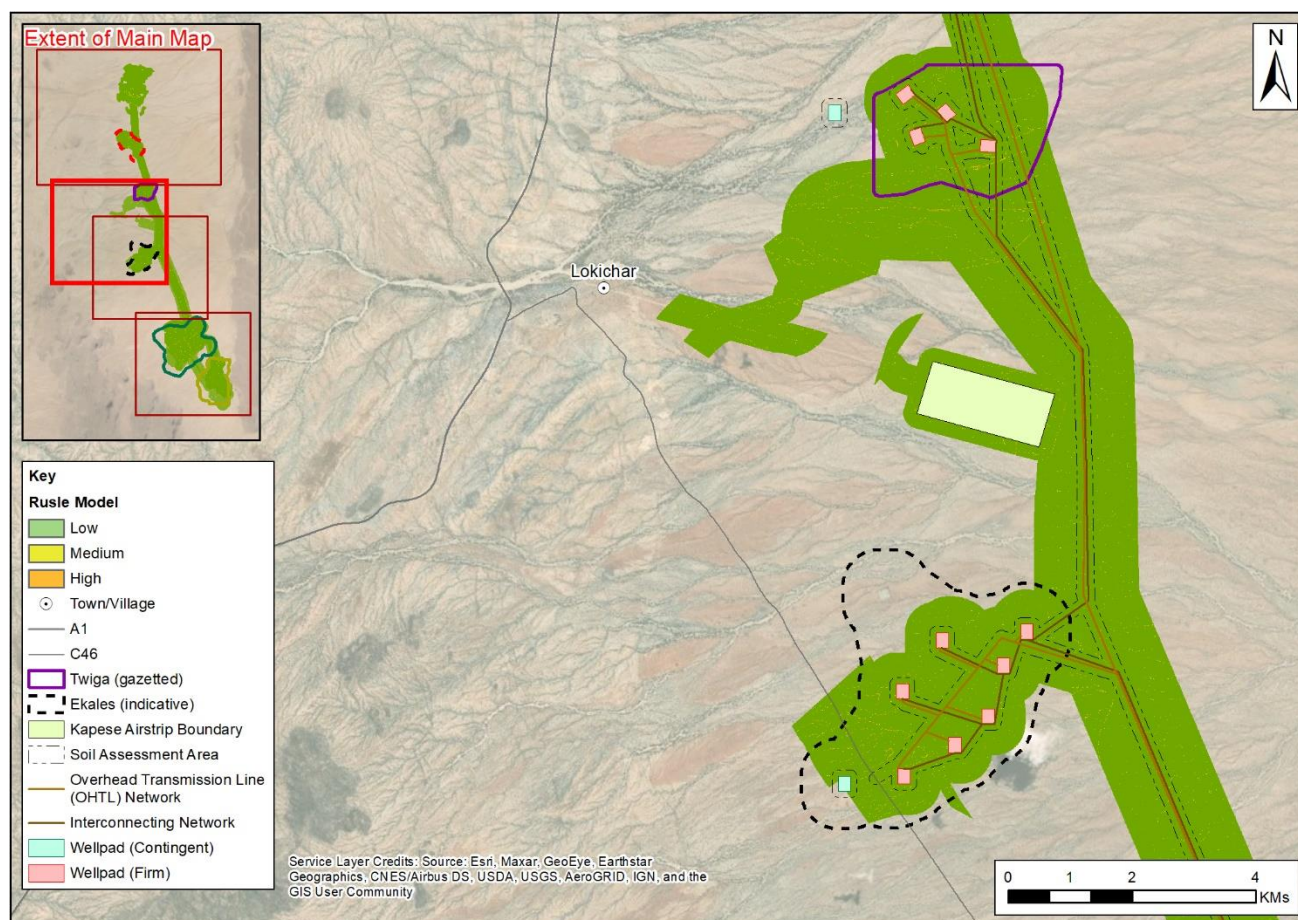 Extent of Main Map
N
Lokichar
Key
Rusle Model
Low
Medium
High
Town/Village
A1
C46
Twiga (gazetted)
Ekales (indicative)
Kapese Airstrip Boundary
Soil Assessment Area
Overhead Transmission Line
(OHTL) Network
Interconnecting Network
Wellpad (Contingent)
Wellpad (Firm)
Service Layer Credits: Source: Esri, Maxar, GeoEye, Earthstar
Geographics, CNES/Airbus DS, USDA, USGS, AeroGRID, IGN, and the
GIS User Community
0 1 2 4
KMs